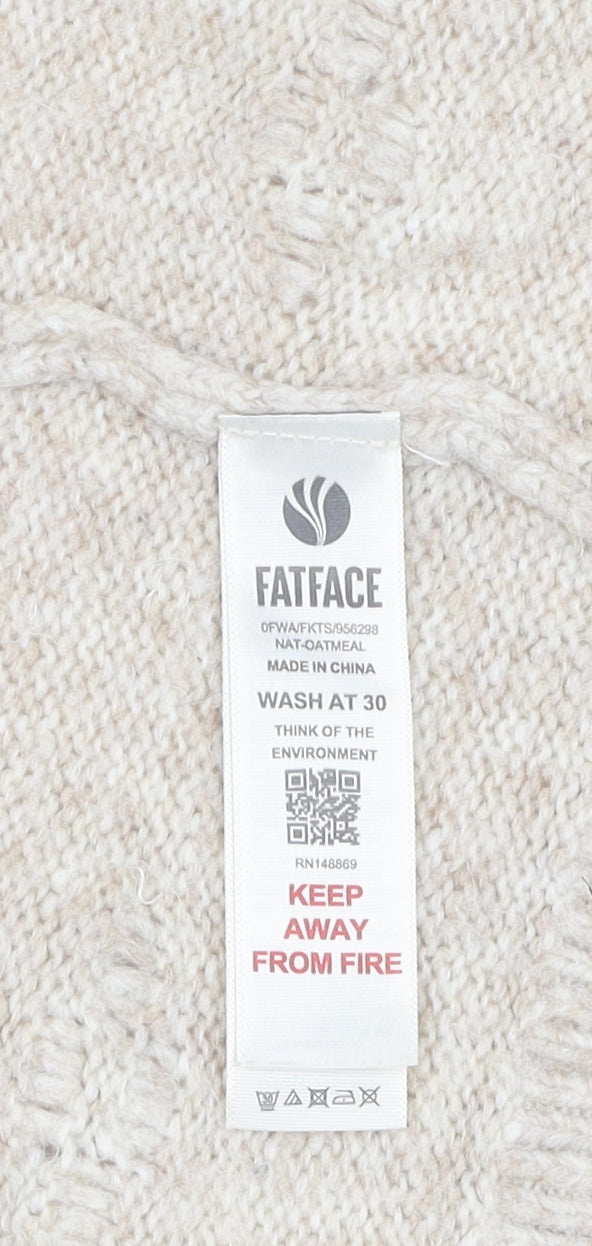 FATFACE
0FWA/FKTS/956298
NAT-OATMEAL
MADE IN CHINA
WASH AT 30
THINK OF THE
ENVIRONMENT
RN148869
KEEP
AWAY
FROM FIRE
30